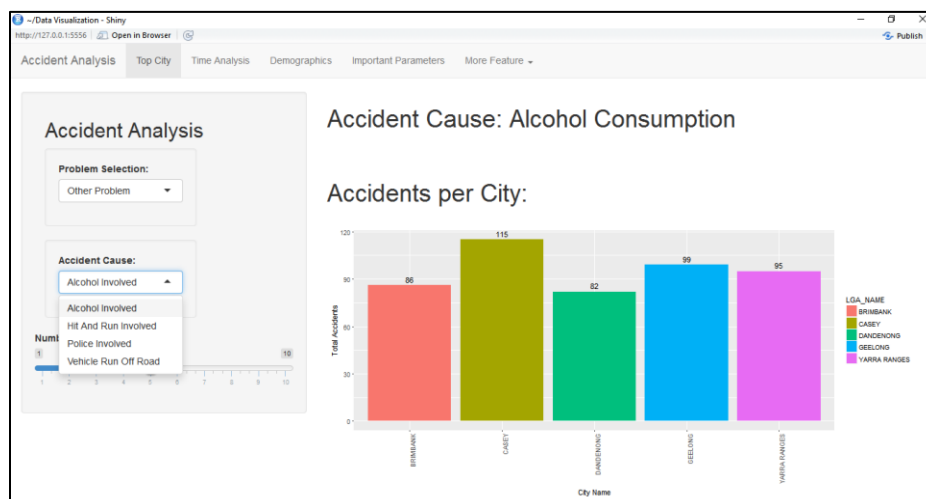 ~/Data Visualization - Shiny
http://127.0.0.1:5556 Open in Browser Publish
Accident Analysis Top City Time Analysis Demographics Important Parameters More Feature
Accident Analysis
Problem Selection:
Other Problem
Accident Cause:
Alcohol Involved
Alcohol Involved
Hit And Run Involved
Police Involved
Vehicle Run Off Road
1 10
1 2 3 4 5 6 7 8 9 10
Accident Cause: Alcohol Consumption
Accidents per City:
Total Accidents
120
90
60
30
0
86 115 82 99 95
BRIMBANK CASEY DANDENONG GEELONG YARRA RANGES
City Name
LGA_NAME
BRIMBANK
CASEY
DANDENONG
GEELONG
YARRA RANGES